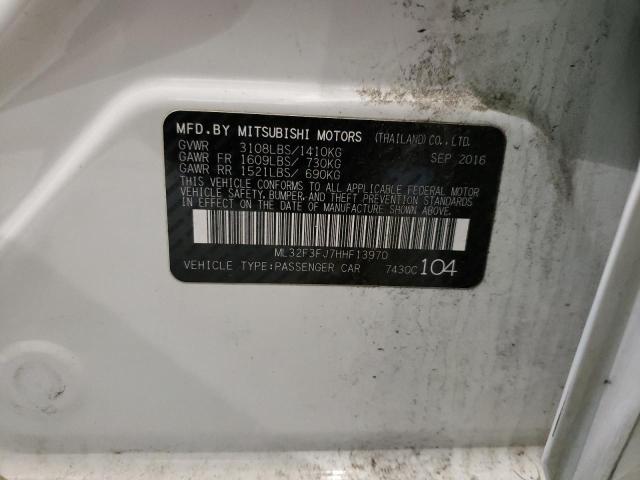 MFD.BY MITSUBISHI MOTORS (THAILAND)CO.,LTD.
GVWR 3108LBS/1410KG SEP 2016
GAWR FR 1609LBS/ 730KG
GAWR RR 1521LBS/ 690KG
THIS VEHICLE CONFORMS TO ALL APPLICABLE FEDERAL MOTOR
VEHICLE SAFETY,BUMPER,AND THEFT PREVENTION STANDARDS
IN EFFECT ON THE DATE OF MANUFACTURE SHOWN ABOVE.
ML32F3FJ7HHF13970
VEHICLE TYPE:PASSENGER CAR 7430C 104